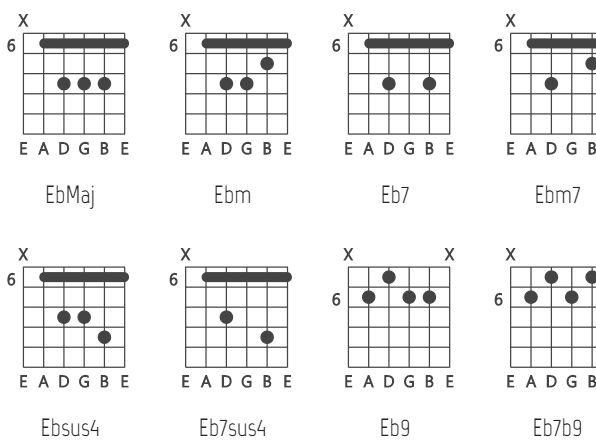 X X X X
6 6 6 6
E A D G B E E A D G B E E A D G B E E A D G B
EbMaj Ebm Eb7 Ebm7
X X X X X
6 6 6 6
E A D G B E E A D G B E E A D G B E E A D G B
Ebsus4 Eb7sus4 Eb9 Eb7b9